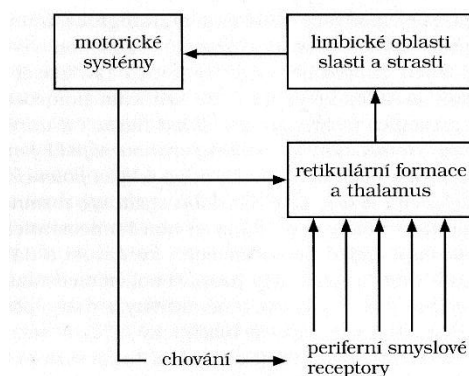 motorické
systémy
limbické oblasti
slasti a strasti
retikulární formace
a thalamus
chování
periferní smyslové
receptory